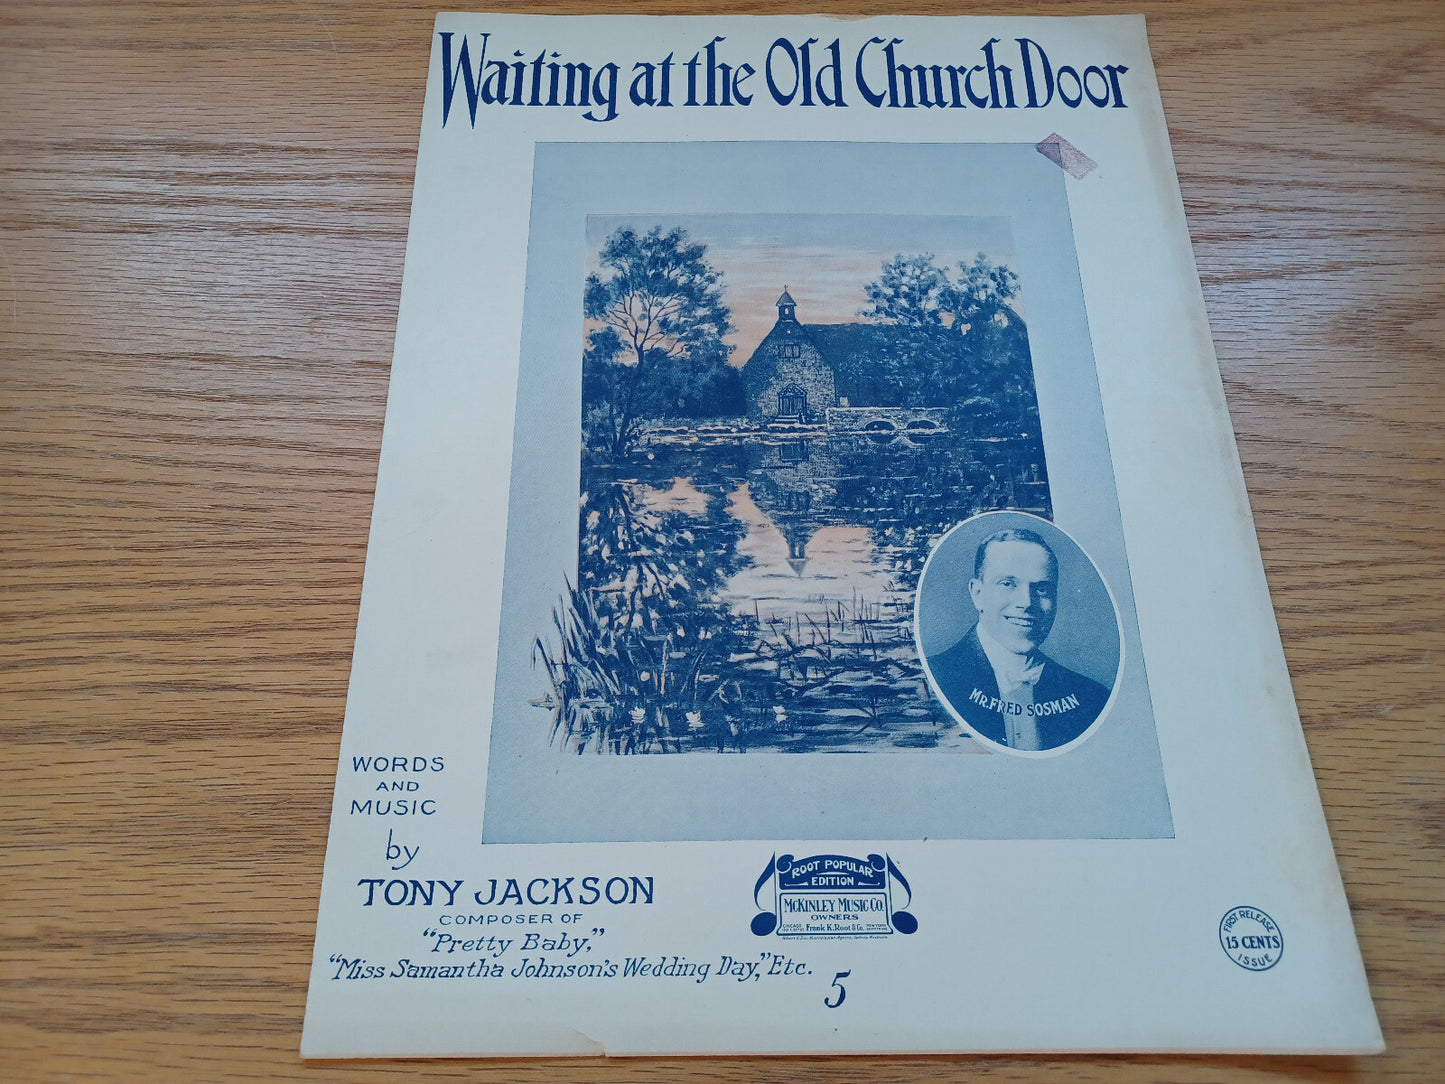 Waiting at the Old Church Door
MR. FRED SOSMAN
WORDS
AND
MUSIC
by
TONY JACKSON
COMPOSER OF
"Pretty Baby,"
"Miss Samantha Johnson's Wedding Day," Etc.
5
ROOT POPULAR
EDITION
McKINLEY MUSIC CO.
OWNERS
Frank K. Root & Co.
FIRST RELEASE
15 CENTS
ISSUE